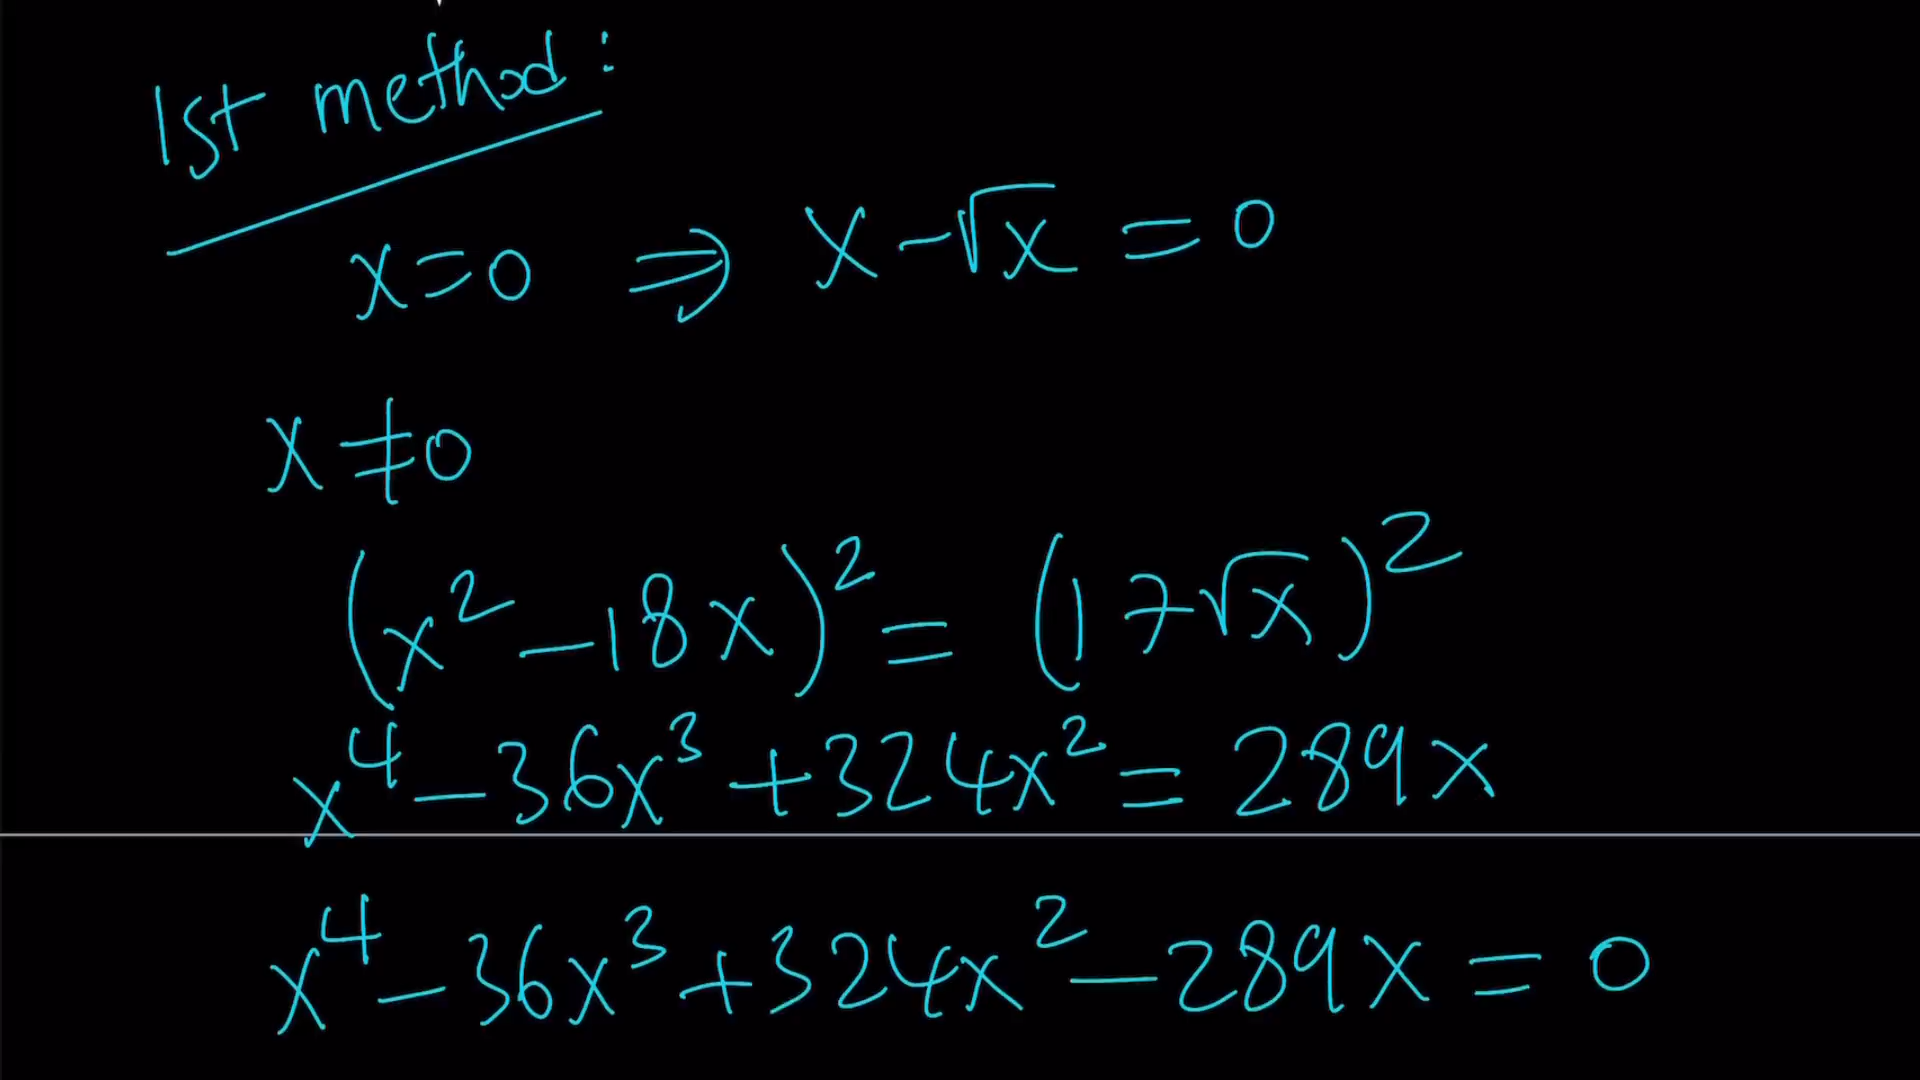 1st method:
x=0 ⇒ x-√x = 0
x≠0
(x²-18x)² = (17√x)²
x⁴-36x³+324x² = 289x
x⁴-36x³+324x²-289x = 0